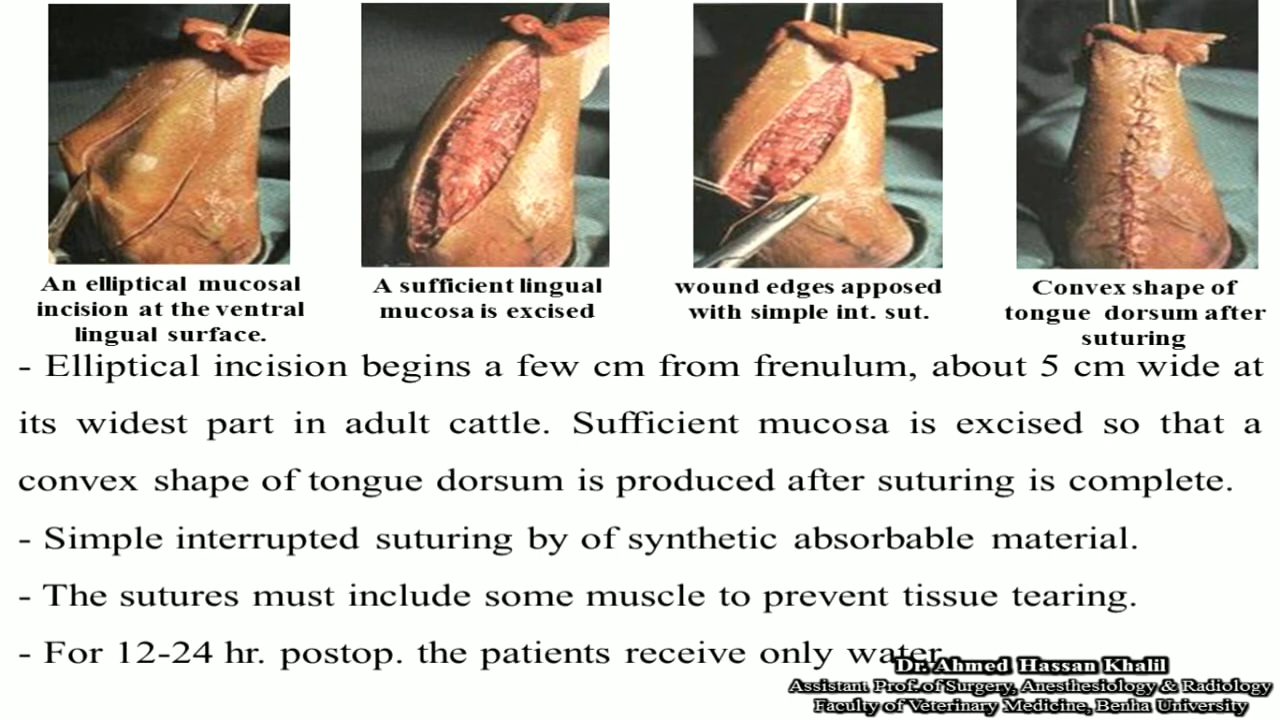 An elliptical mucosal
incision at the ventral
lingual surface.
A sufficient lingual
mucosa is excised
wound edges apposed
with simple int. sut.
Convex shape of
tongue dorsum after
suturing
- Elliptical incision begins a few cm from frenulum, about 5 cm wide at
its widest part in adult cattle. Sufficient mucosa is excised so that a
convex shape of tongue dorsum is produced after suturing is complete.
- Simple interrupted suturing by of synthetic absorbable material.
- The sutures must include some muscle to prevent tissue tearing.
- For 12-24 hr. postop. the patients receive only water.
Dr. Ahmed Hassan Khalil
Assistant Prof. of Surgery, Anesthesiology & Radiology
Faculty of Veterinary Medicine, Benha University